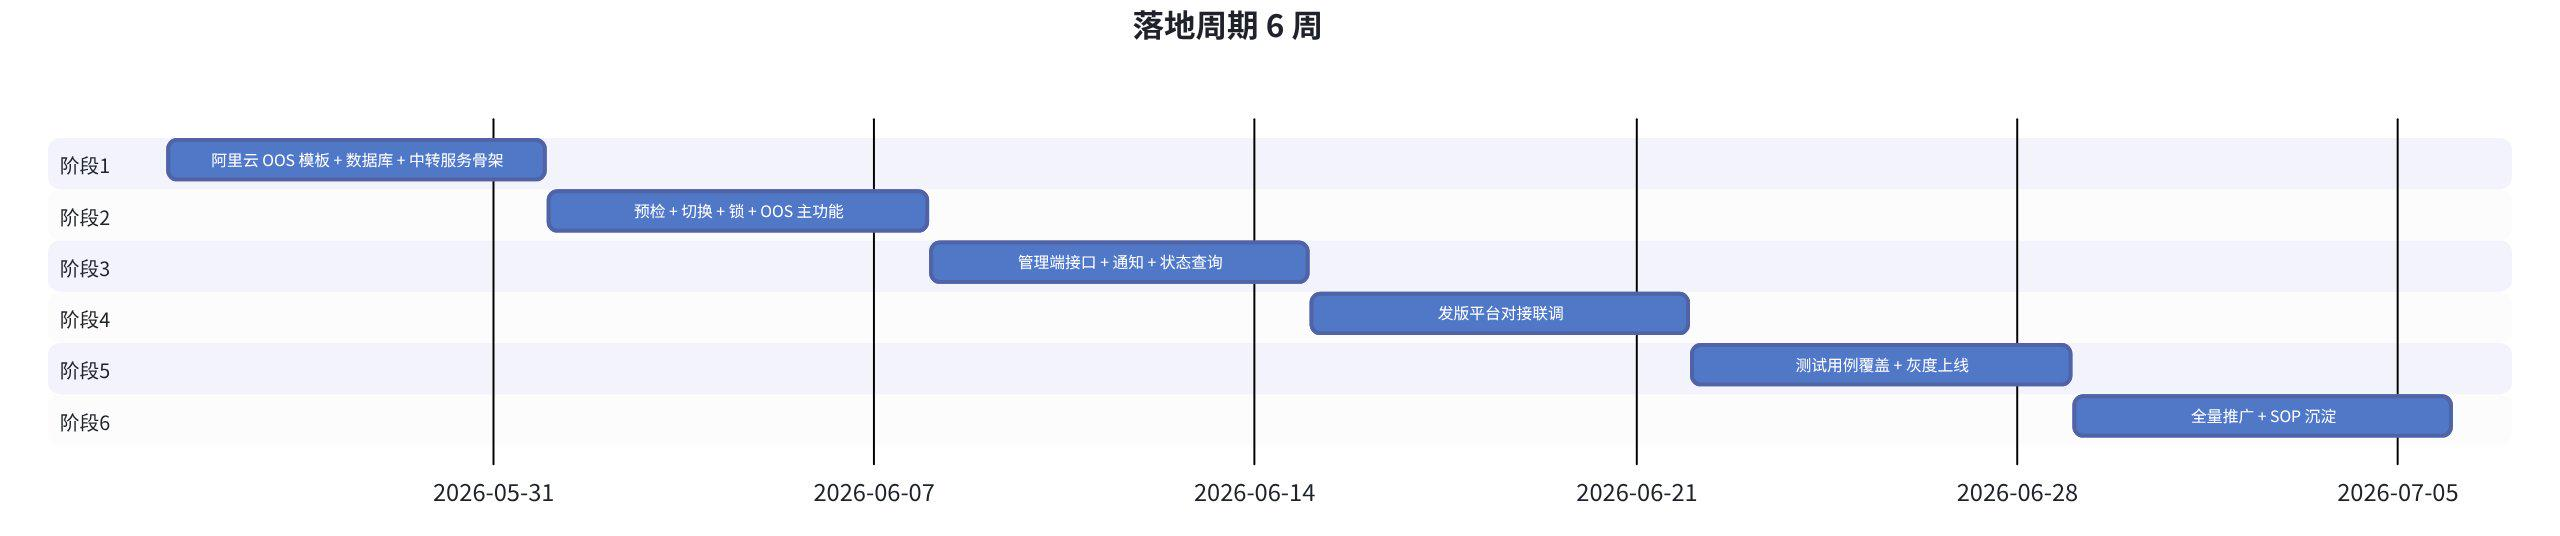 落地周期 6 周
阶段1
阿里云 OOS 模板 + 数据库 + 中转服务骨架
阶段2
预检 + 切换 + 锁 + OOS 主功能
阶段3
管理端接口 + 通知 + 状态查询
阶段4
发版平台对接联调
阶段5
测试用例覆盖 + 灰度上线
阶段6
全量推广 + SOP 沉淀
2026-05-31
2026-06-07
2026-06-14
2026-06-21
2026-06-28
2026-07-05